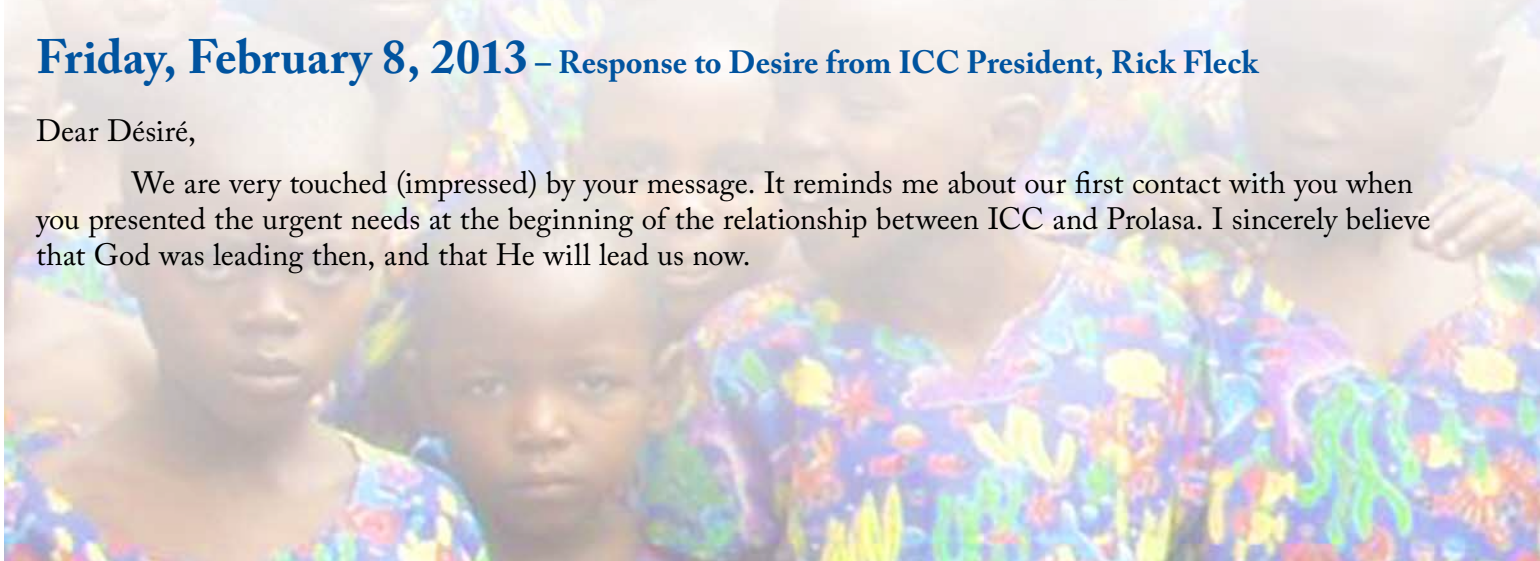 Friday, February 8, 2013 – Response to Desire from ICC President, Rick Fleck
Dear Désiré,
We are very touched (impressed) by your message. It reminds me about our first contact with you when
you presented the urgent needs at the beginning of the relationship between ICC and Prolasa. I sincerely believe
that God was leading then, and that He will lead us now.